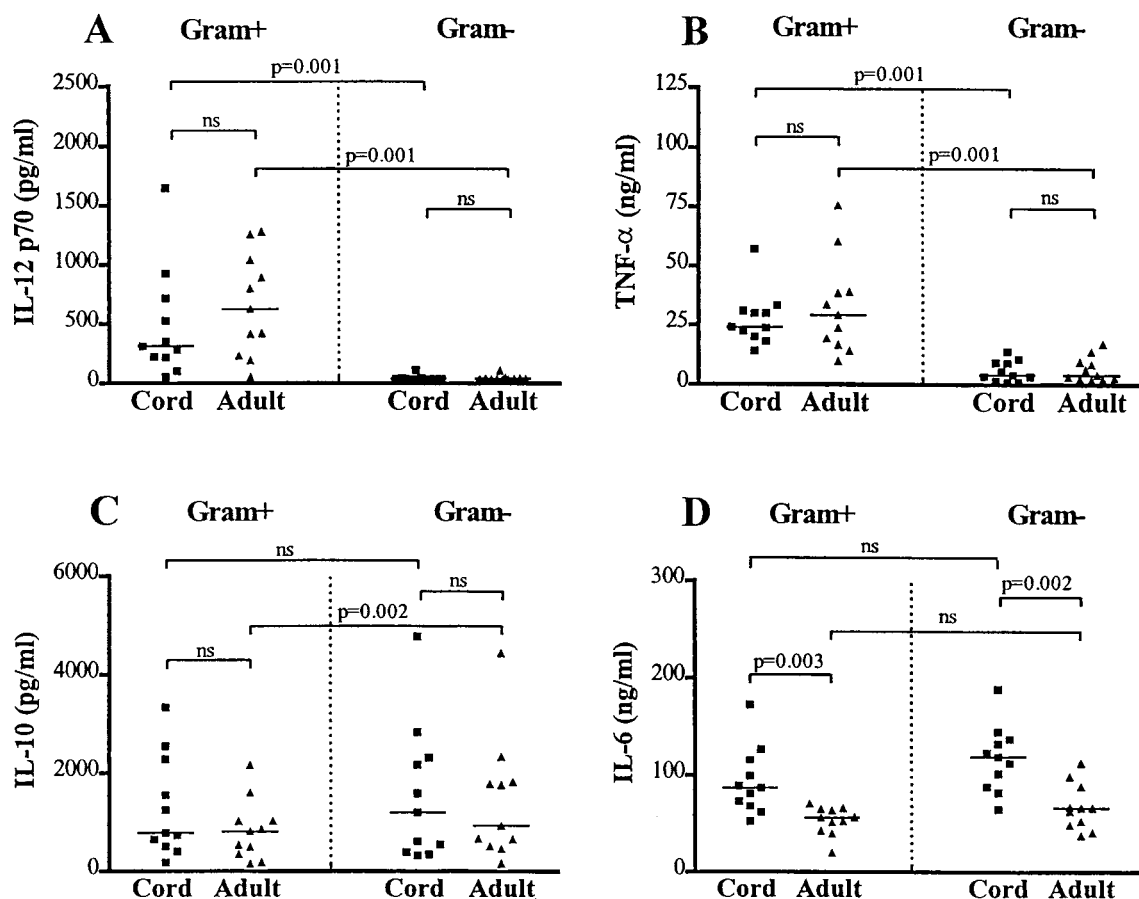 A Gram+ Gram-
p=0.001
ns
p=0.001
ns
IL-12 p70 (pg/ml)
2500
2000
1500
1000
500
0
Cord Adult Cord Adult
B Gram+ Gram-
p=0.001
ns
p=0.001
ns
TNF-α (ng/ml)
125
100
75
50
25
0
Cord Adult Cord Adult
C Gram+ Gram-
ns
ns
p=0.002
ns
IL-10 (pg/ml)
6000
4000
2000
0
Cord Adult Cord Adult
D Gram+ Gram-
ns
p=0.002
ns
p=0.003
IL-6 (ng/ml)
300
200
100
0
Cord Adult Cord Adult